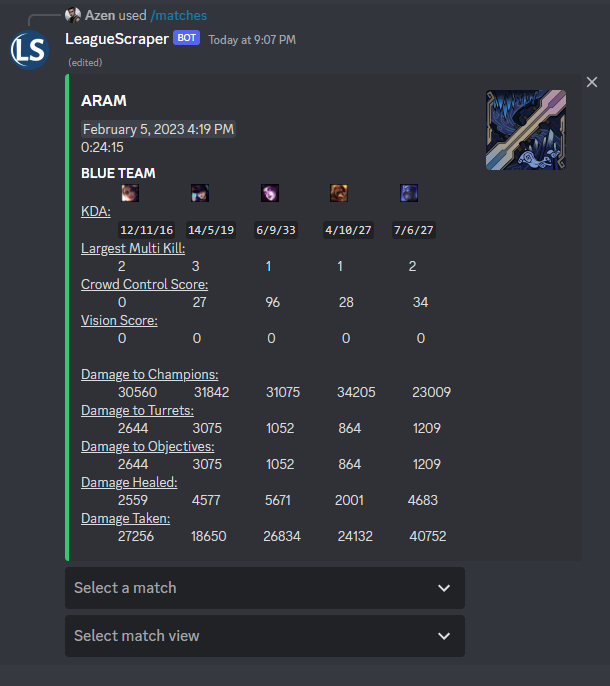 Azen used /matches
LS
LeagueScraper BOT Today at 9:07 PM
(edited)
ARAM
February 5, 2023 4:19 PM
0:24:15
BLUE TEAM
KDA:
12/11/16 14/5/19 6/9/33 4/10/27 7/6/27
Largest Multi Kill:
2 3 1 1 2
Crowd Control Score:
0 27 96 28 34
Vision Score:
0 0 0 0 0
Damage to Champions:
30560 31842 31075 34205 23009
Damage to Turrets:
2644 3075 1052 864 1209
Damage to Objectives:
2644 3075 1052 864 1209
Damage Healed:
2559 4577 5671 2001 4683
Damage Taken:
27256 18650 26834 24132 40752
Select a match
Select match view